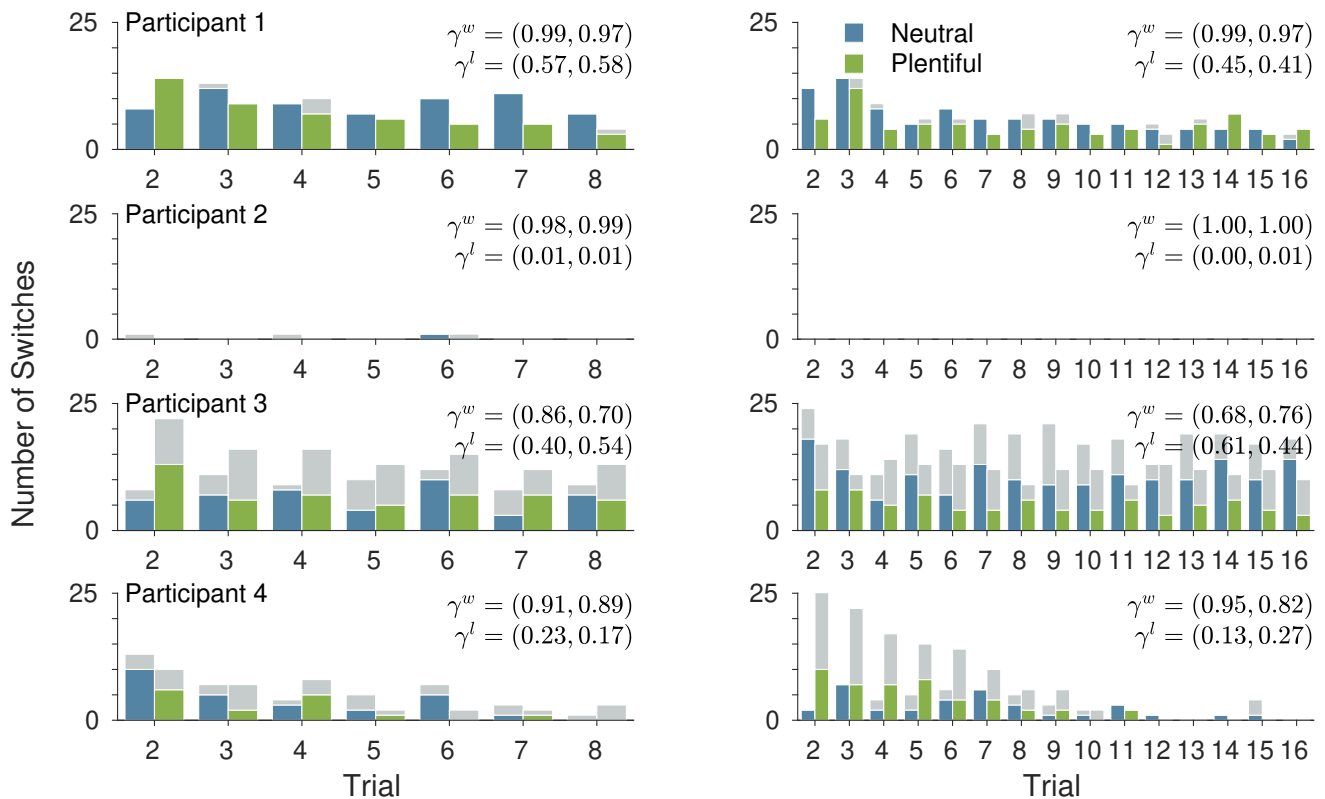 Number of Switches
Participant 1
25
0
γ^w = (0.99, 0.97)
γ^l = (0.57, 0.58)
2 3 4 5 6 7 8
25
0
Neutral
Plentiful
γ^w = (0.99, 0.97)
γ^l = (0.45, 0.41)
2 3 4 5 6 7 8 9 10 11 12 13 14 15 16
Participant 2
25
0
γ^w = (0.98, 0.99)
γ^l = (0.01, 0.01)
2 3 4 5 6 7 8
25
0
γ^w = (1.00, 1.00)
γ^l = (0.00, 0.01)
2 3 4 5 6 7 8 9 10 11 12 13 14 15 16
Participant 3
25
0
γ^w = (0.86, 0.70)
γ^l = (0.40, 0.54)
2 3 4 5 6 7 8
25
0
γ^w = (0.68, 0.76)
γ^l = (0.61, 0.44)
2 3 4 5 6 7 8 9 10 11 12 13 14 15 16
Participant 4
25
0
γ^w = (0.91, 0.89)
γ^l = (0.23, 0.17)
2 3 4 5 6 7 8
Trial
25
0
γ^w = (0.95, 0.82)
γ^l = (0.13, 0.27)
2 3 4 5 6 7 8 9 10 11 12 13 14 15 16
Trial